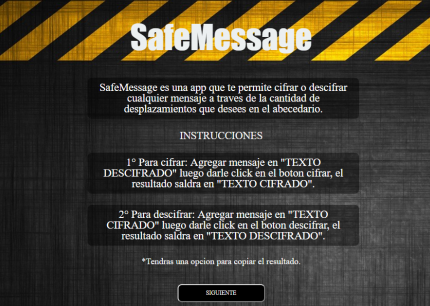 SafeMessage
SafeMessage es una app que te permite cifrar o descifrar
cualquier mensaje a traves de la cantidad de
desplazamientos que desees en el abecedario.
INSTRUCCIONES
1° Para cifrar: Agregar mensaje en "TEXTO
DESCIFRADO" luego darle click en el boton cifrar, el
resultado saldra en "TEXTO CIFRADO".
2° Para descifrar: Agregar mensaje en "TEXTO
CIFRADO" luego darle click en el boton descifrar, el
resultado saldra en "TEXTO DESCIFRADO".
*Tendras una opcion para copiar el resultado.
SIGUIENTE